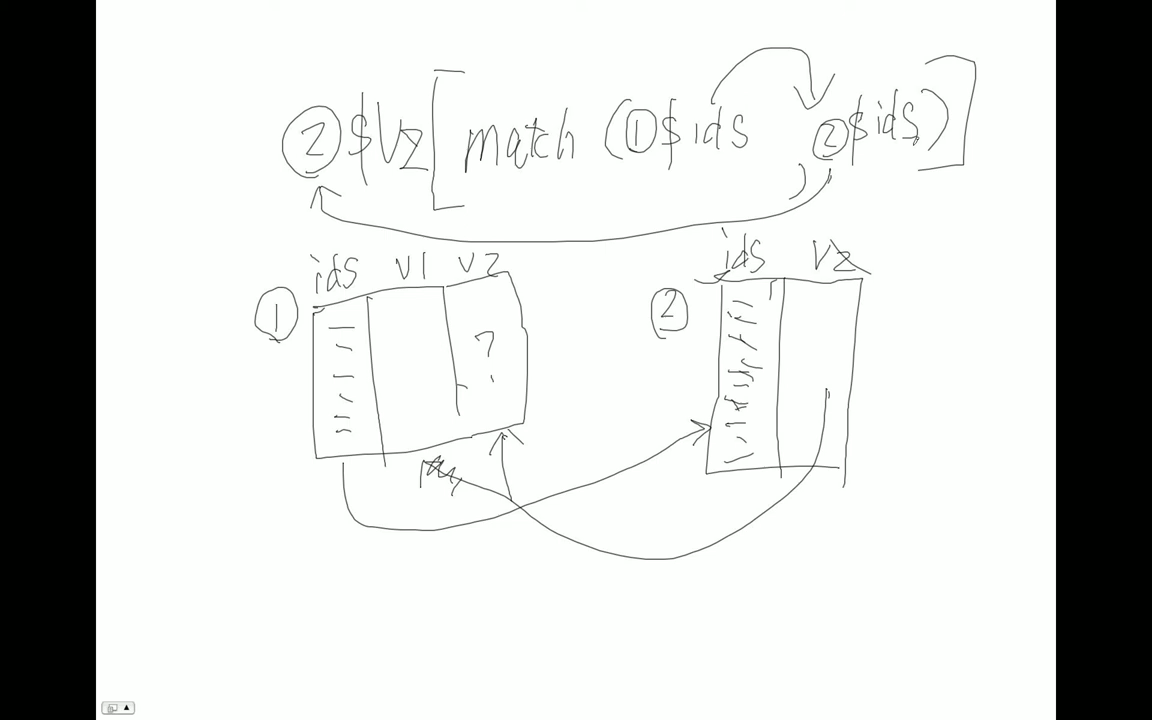 ②$V2[match(①$ids, ②$ids)]
ids V1 V2
ids V2
①
②
?